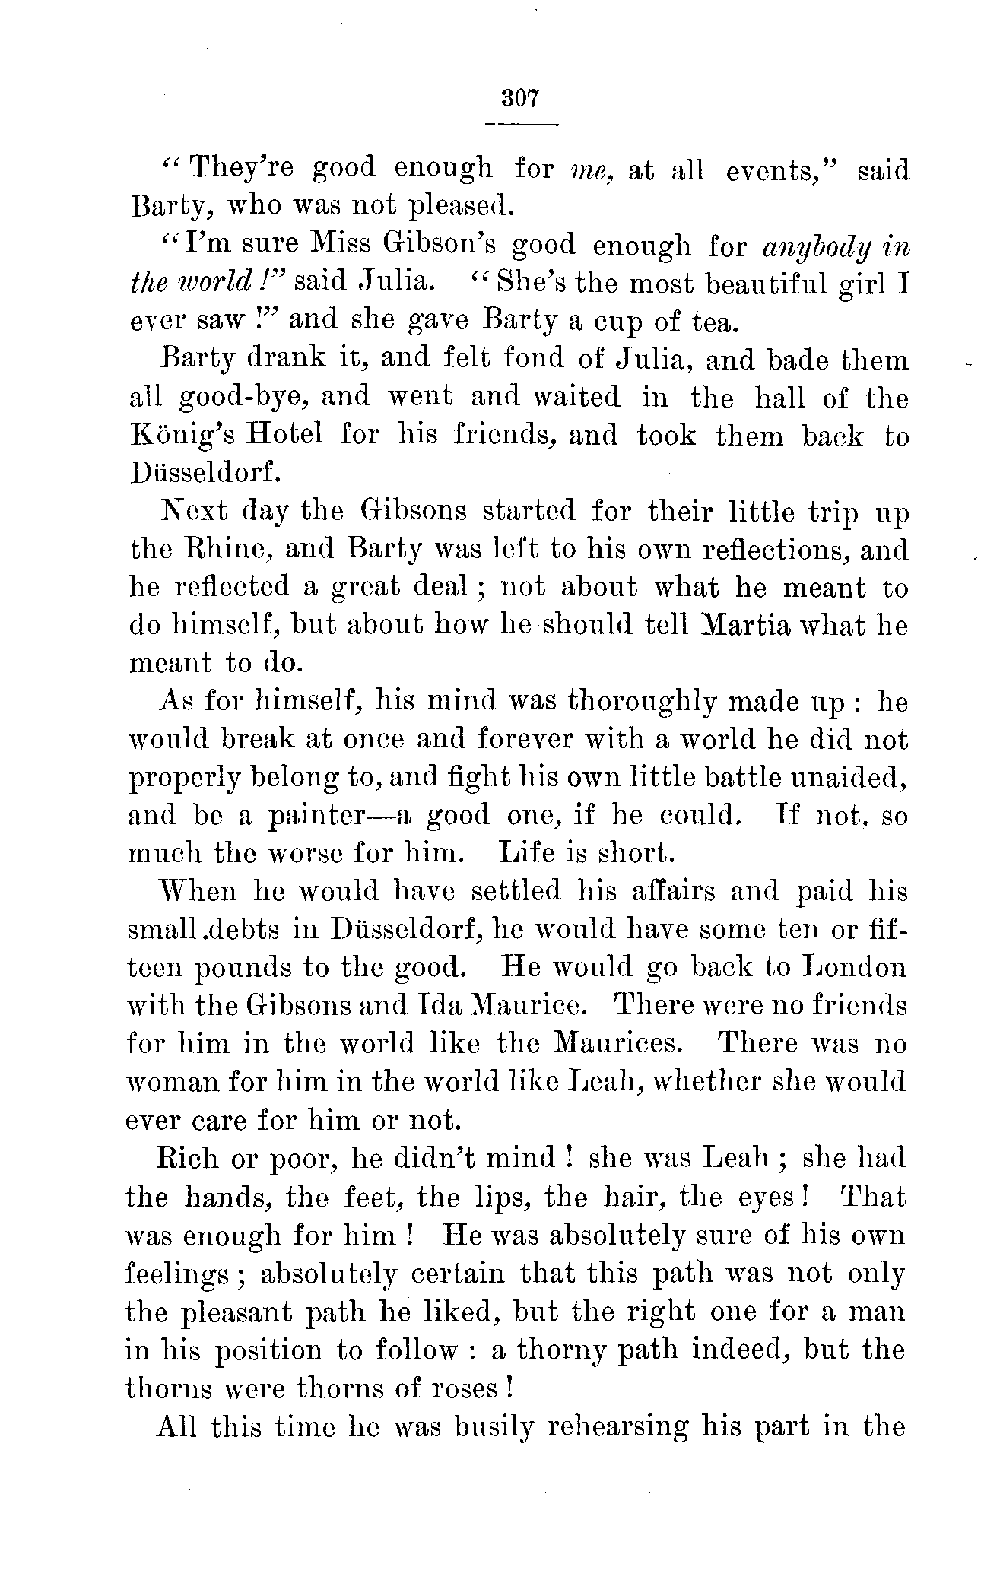 307
“They're good enough for me, at all events,” said
Barty, who was not pleased.
“I'm sure Miss Gibson's good enough for anybody in
the world!” said Julia. “She's the most beautiful girl I
ever saw!” and she gave Barty a cup of tea.
Barty drank it, and felt fond of Julia, and bade them
all good-bye, and went and waited in the hall of the
König's Hotel for his friends, and took them back to
Düsseldorf.
Next day the Gibsons started for their little trip up
the Rhine, and Barty was left to his own reflections, and
he reflected a great deal; not about what he meant to
do himself, but about how he should tell Martia what he
meant to do.
As for himself, his mind was thoroughly made up: he
would break at once and forever with a world he did not
properly belong to, and fight his own little battle unaided,
and be a painter—a good one, if he could. If not, so
much the worse for him. Life is short.
When he would have settled his affairs and paid his
small debts in Düsseldorf, he would have some ten or fif-
teen pounds to the good. He would go back to London
with the Gibsons and Ida Maurice. There were no friends
for him in the world like the Maurices. There was no
woman for him in the world like Leah, whether she would
ever care for him or not.
Rich or poor, he didn't mind! she was Leah; she had
the hands, the feet, the lips, the hair, the eyes! That
was enough for him! He was absolutely sure of his own
feelings; absolutely certain that this path was not only
the pleasant path he liked, but the right one for a man
in his position to follow: a thorny path indeed, but the
thorns were thorns of roses!
All this time he was busily rehearsing his part in the